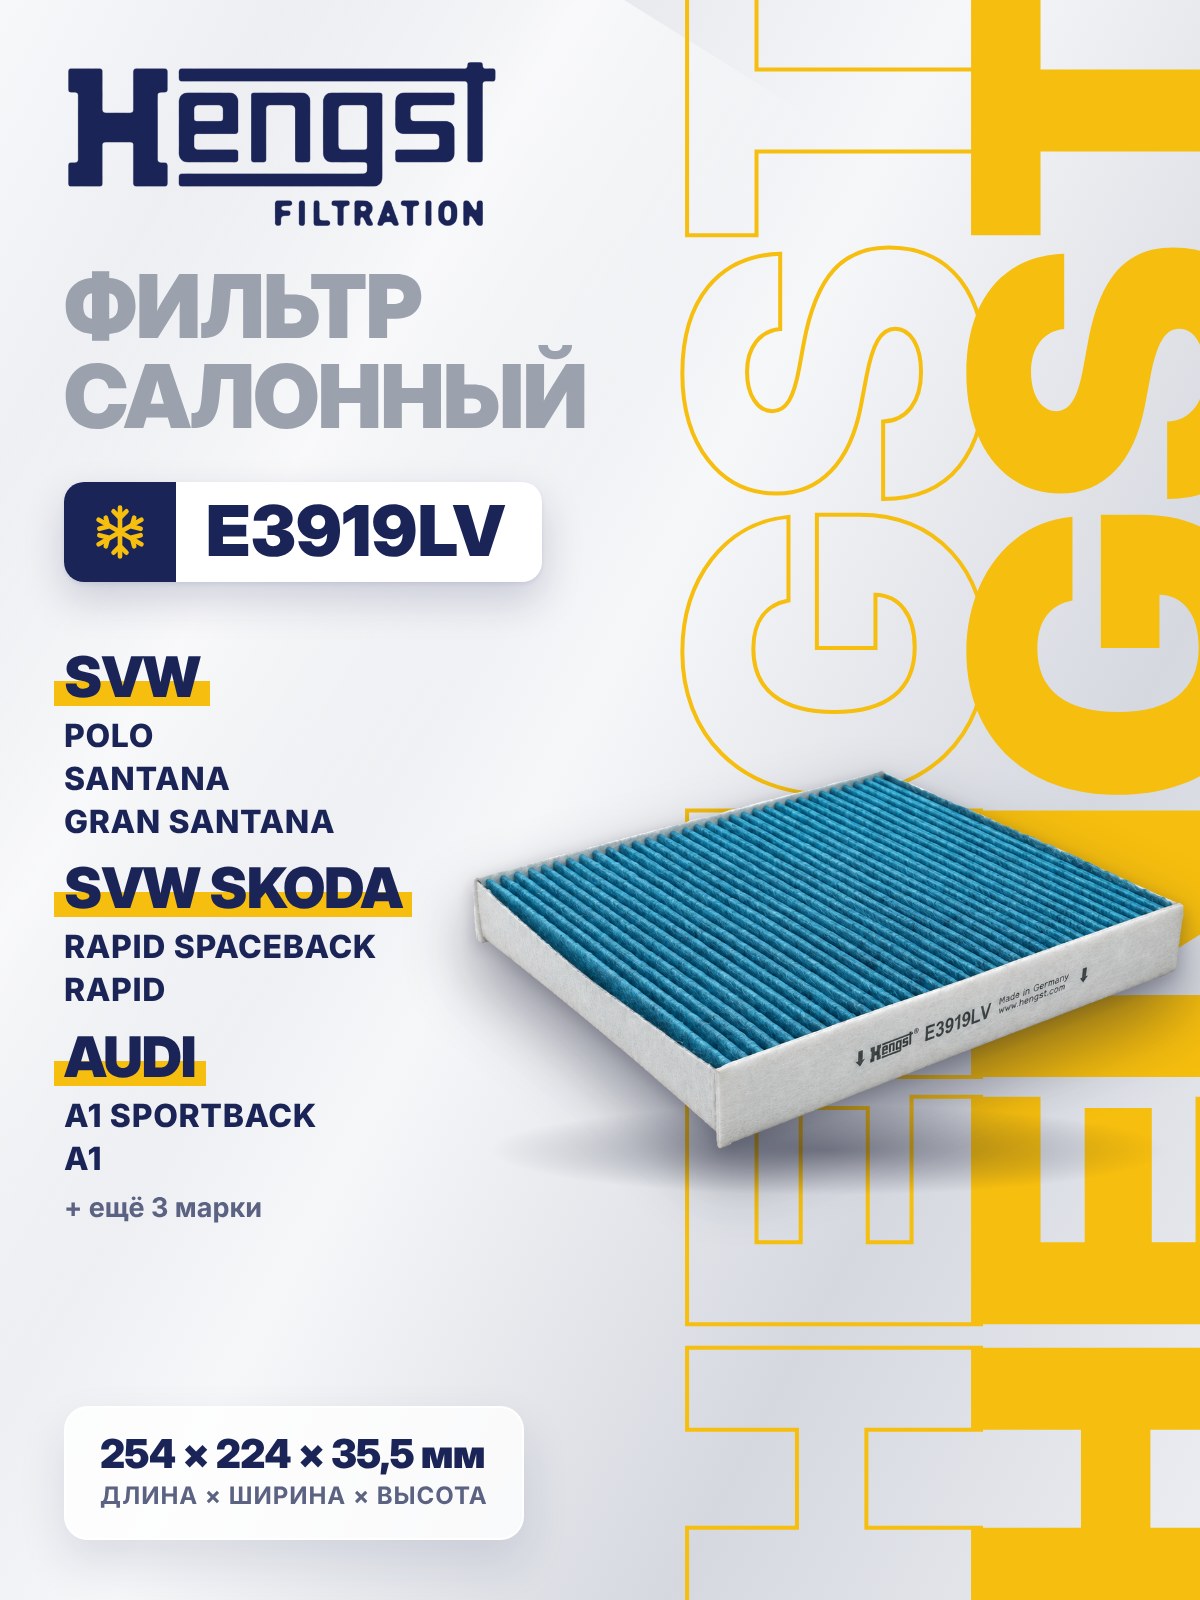 Hengst
FILTRATION
ФИЛЬТР
САЛОННЫЙ
E3919LV
SVW
POLO
SANTANA
GRAN SANTANA
SVW SKODA
RAPID SPACEBACK
RAPID
AUDI
A1 SPORTBACK
A1
+ ещё 3 марки
254 × 224 × 35,5 мм
ДЛИНА × ШИРИНА × ВЫСОТА
Hengst® E3919LV
Made in Germany
www.hengst.com
HENGST
HENGST